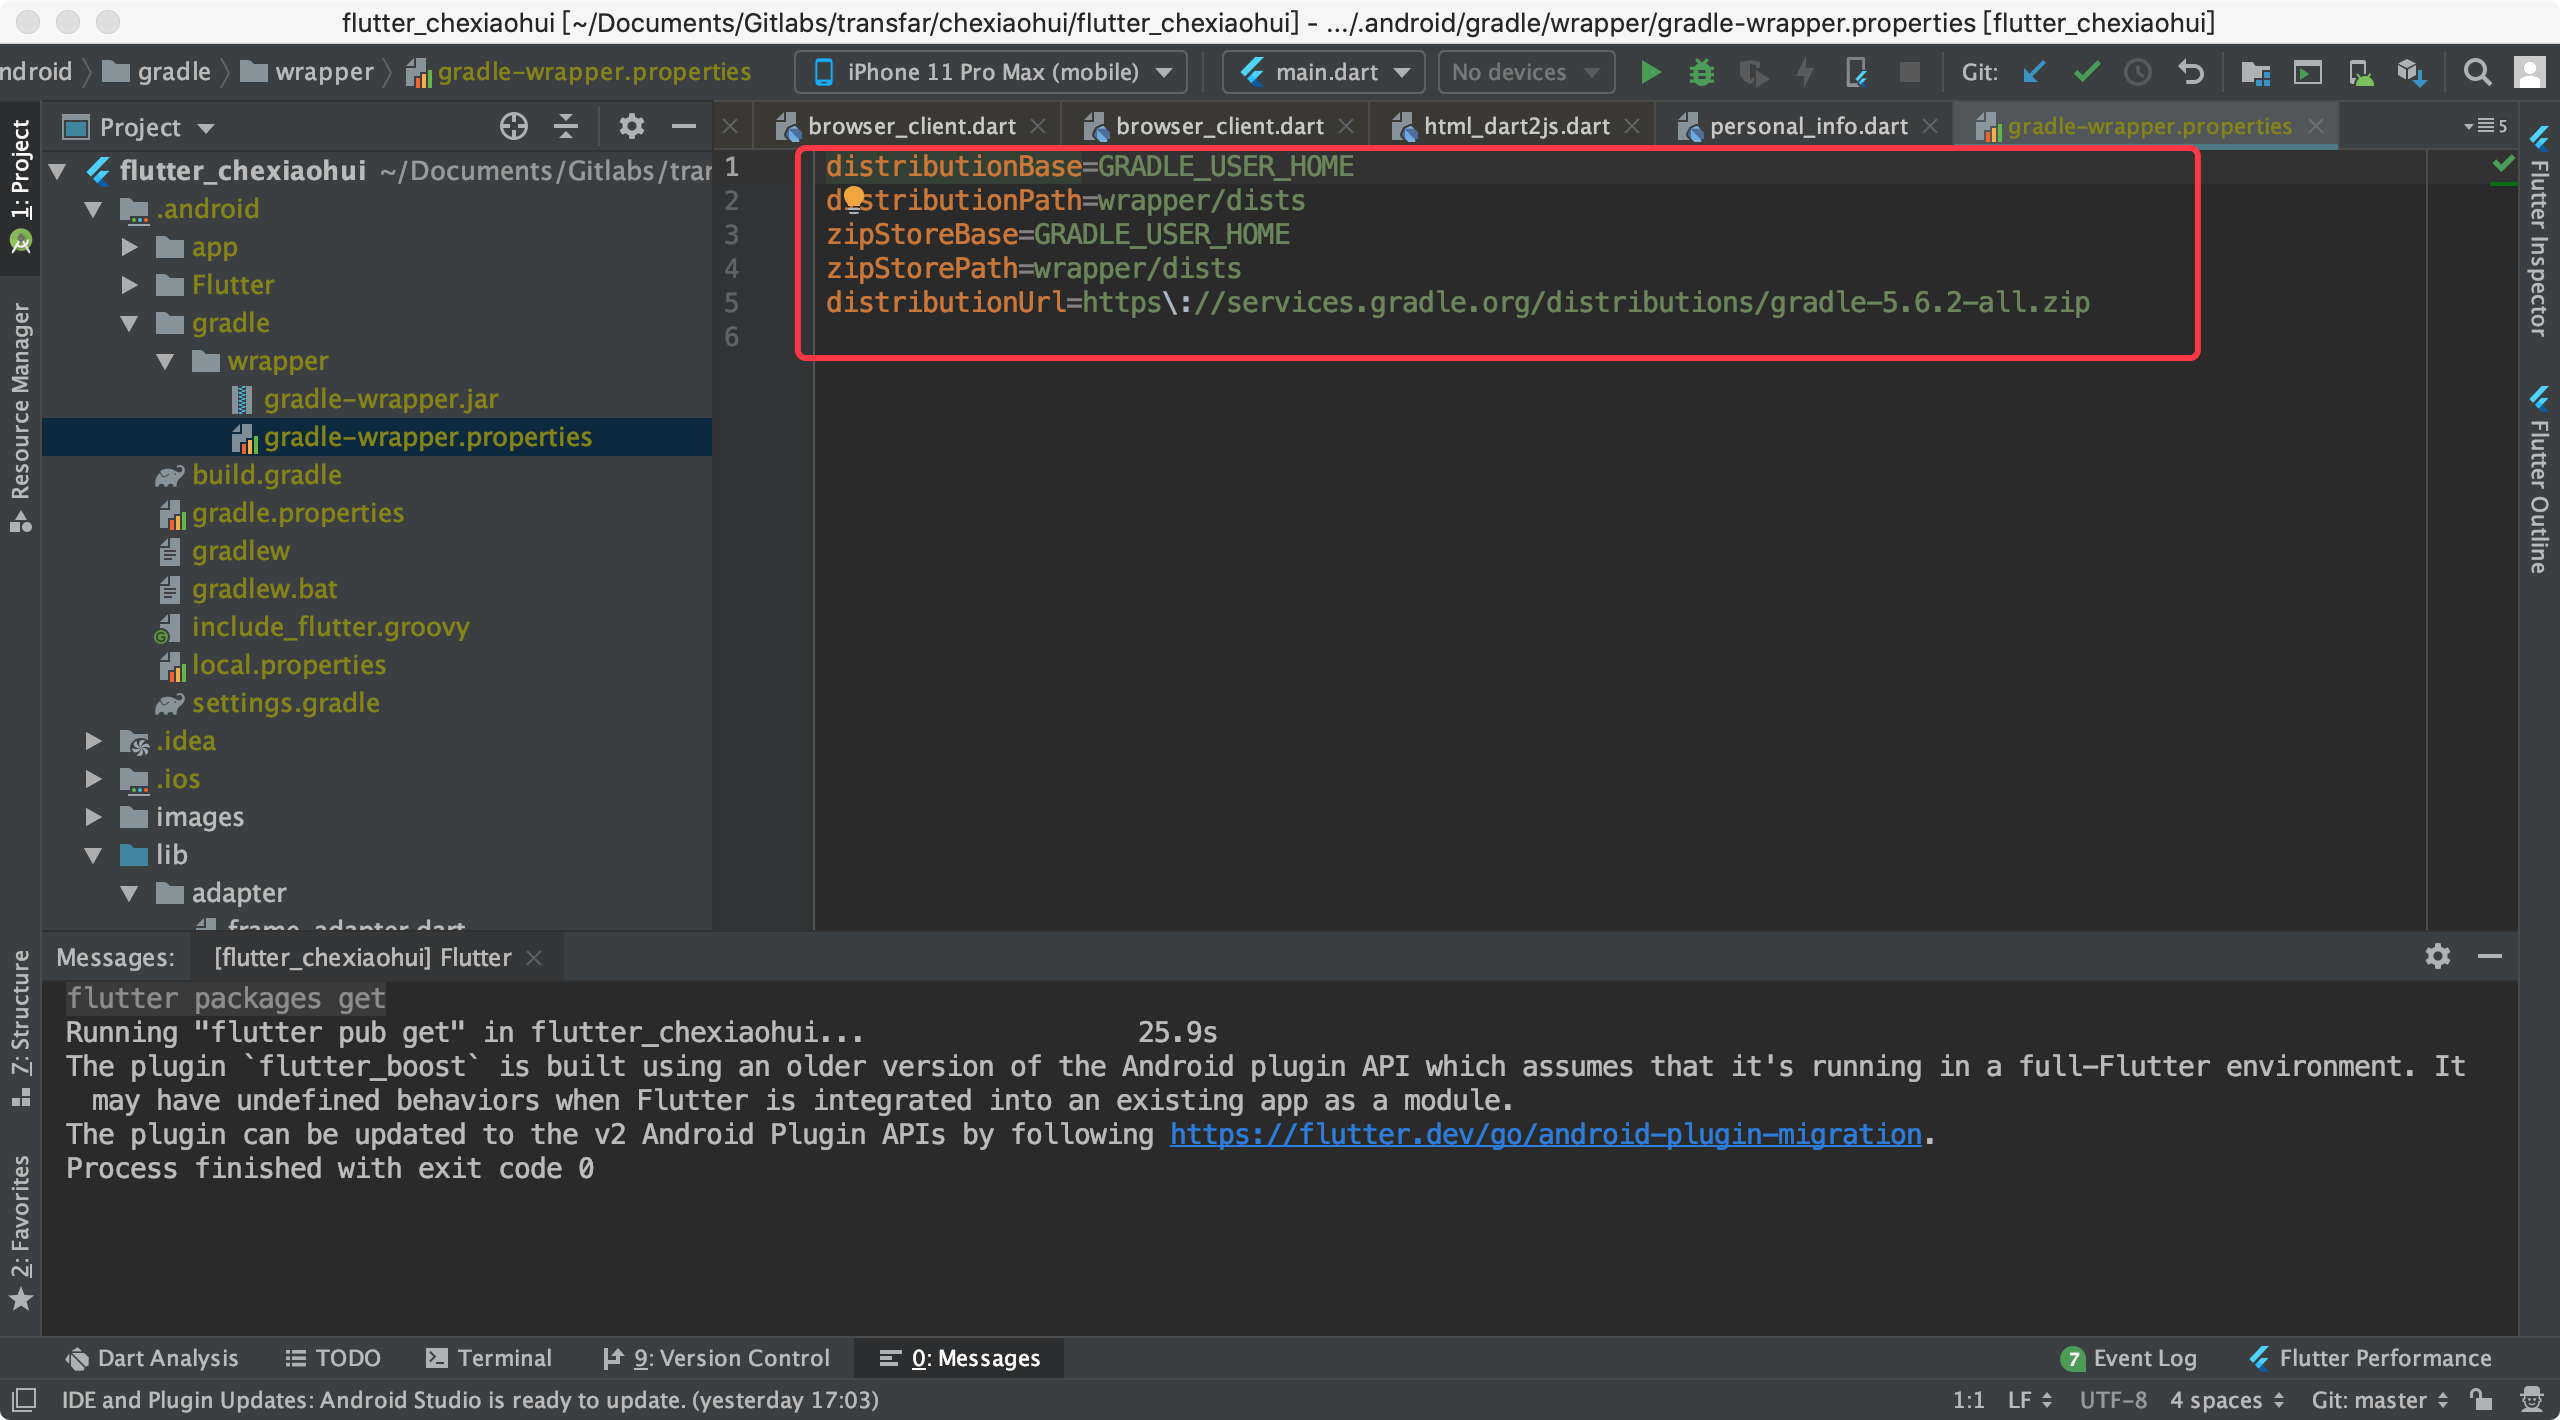 flutter_chexiaohui [~/Documents/Gitlabs/transfar/chexiaohui/flutter_chexiaohui] - .../.android/gradle/wrapper/gradle-wrapper.properties [flutter_chexiaohui]
ndroid gradle wrapper gradle-wrapper.properties iPhone 11 Pro Max (mobile) main.dart No devices Git:
Project browser_client.dart browser_client.dart html_dart2js.dart personal_info.dart gradle-wrapper.properties 5
1: Project
Resource Manager
7: Structure
2: Favorites
flutter_chexiaohui ~/Documents/Gitlabs/trar
.android
app
Flutter
gradle
wrapper
gradle-wrapper.jar
gradle-wrapper.properties
build.gradle
gradle.properties
gradlew
gradlew.bat
include_flutter.groovy
local.properties
settings.gradle
.idea
.ios
images
lib
adapter
frame_adapter.dart
1 distributionBase=GRADLE_USER_HOME
2 distributionPath=wrapper/dists
3 zipStoreBase=GRADLE_USER_HOME
4 zipStorePath=wrapper/dists
5 distributionUrl=https\://services.gradle.org/distributions/gradle-5.6.2-all.zip
6
Flutter Inspector
Flutter Outline
Messages: [flutter_chexiaohui] Flutter
flutter packages get
Running "flutter pub get" in flutter_chexiaohui... 25.9s
The plugin `flutter_boost` is built using an older version of the Android plugin API which assumes that it's running in a full-Flutter environment. It
may have undefined behaviors when Flutter is integrated into an existing app as a module.
The plugin can be updated to the v2 Android Plugin APIs by following https://flutter.dev/go/android-plugin-migration.
Process finished with exit code 0
Dart Analysis TODO Terminal 9: Version Control 0: Messages 7 Event Log Flutter Performance
IDE and Plugin Updates: Android Studio is ready to update. (yesterday 17:03) 1:1 LF UTF-8 4 spaces Git: master